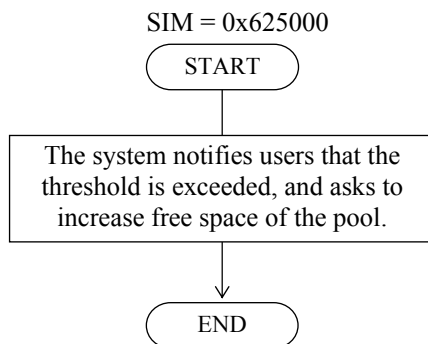 SIM = 0x625000
START
The system notifies users that the
threshold is exceeded, and asks to
increase free space of the pool.
END